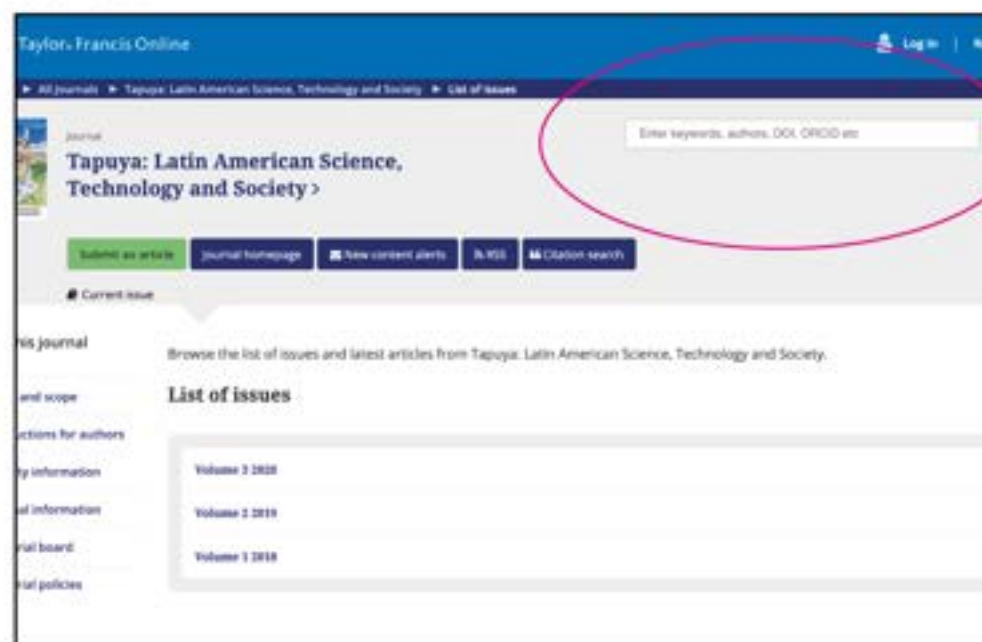 Taylor & Francis Online
Log in |
All Journals ▶ Tapuya: Latin American Science, Technology and Society ▶ List of Issues
Enter keywords, authors, DOI, ORCID etc
Journal
Tapuya: Latin American Science,
Technology and Society ›
Submit an article
Journal homepage
New content alerts
RSS
Citation search
Current issue
his journal
Browse the list of issues and latest articles from Tapuya: Latin American Science, Technology and Society.
and scope
List of issues
uctions for authors
ty information
Volume 3 2020
al information
Volume 2 2019
rial board
Volume 1 2018
rial policies